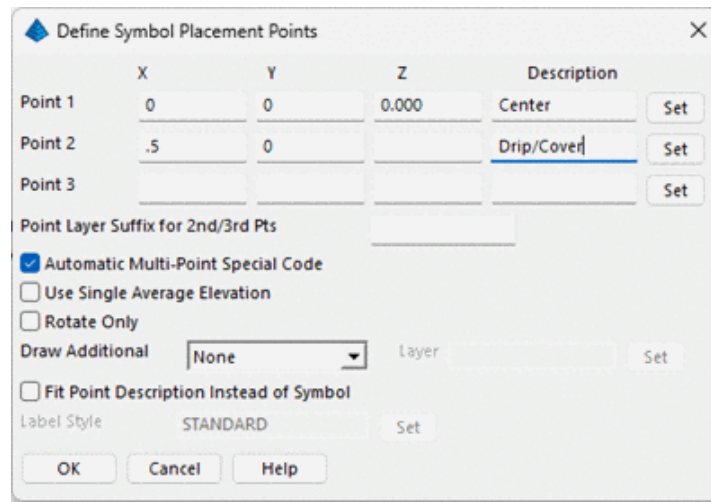 Define Symbol Placement Points
X Y Z Description
Point 1 0 0 0.000 Center Set
Point 2 .5 0 Drip/Cover Set
Point 3 Set
Point Layer Suffix for 2nd/3rd Pts
Automatic Multi-Point Special Code
Use Single Average Elevation
Rotate Only
Draw Additional None Layer Set
Fit Point Description Instead of Symbol
Label Style STANDARD Set
OK Cancel Help